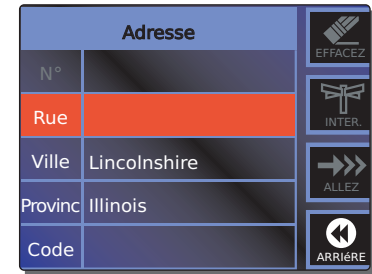 Adresse
EFFACEZ
N°
Rue
INTER.
Ville Lincolnshire
ALLEZ
Provinc Illinois
Code
ARRIéRE